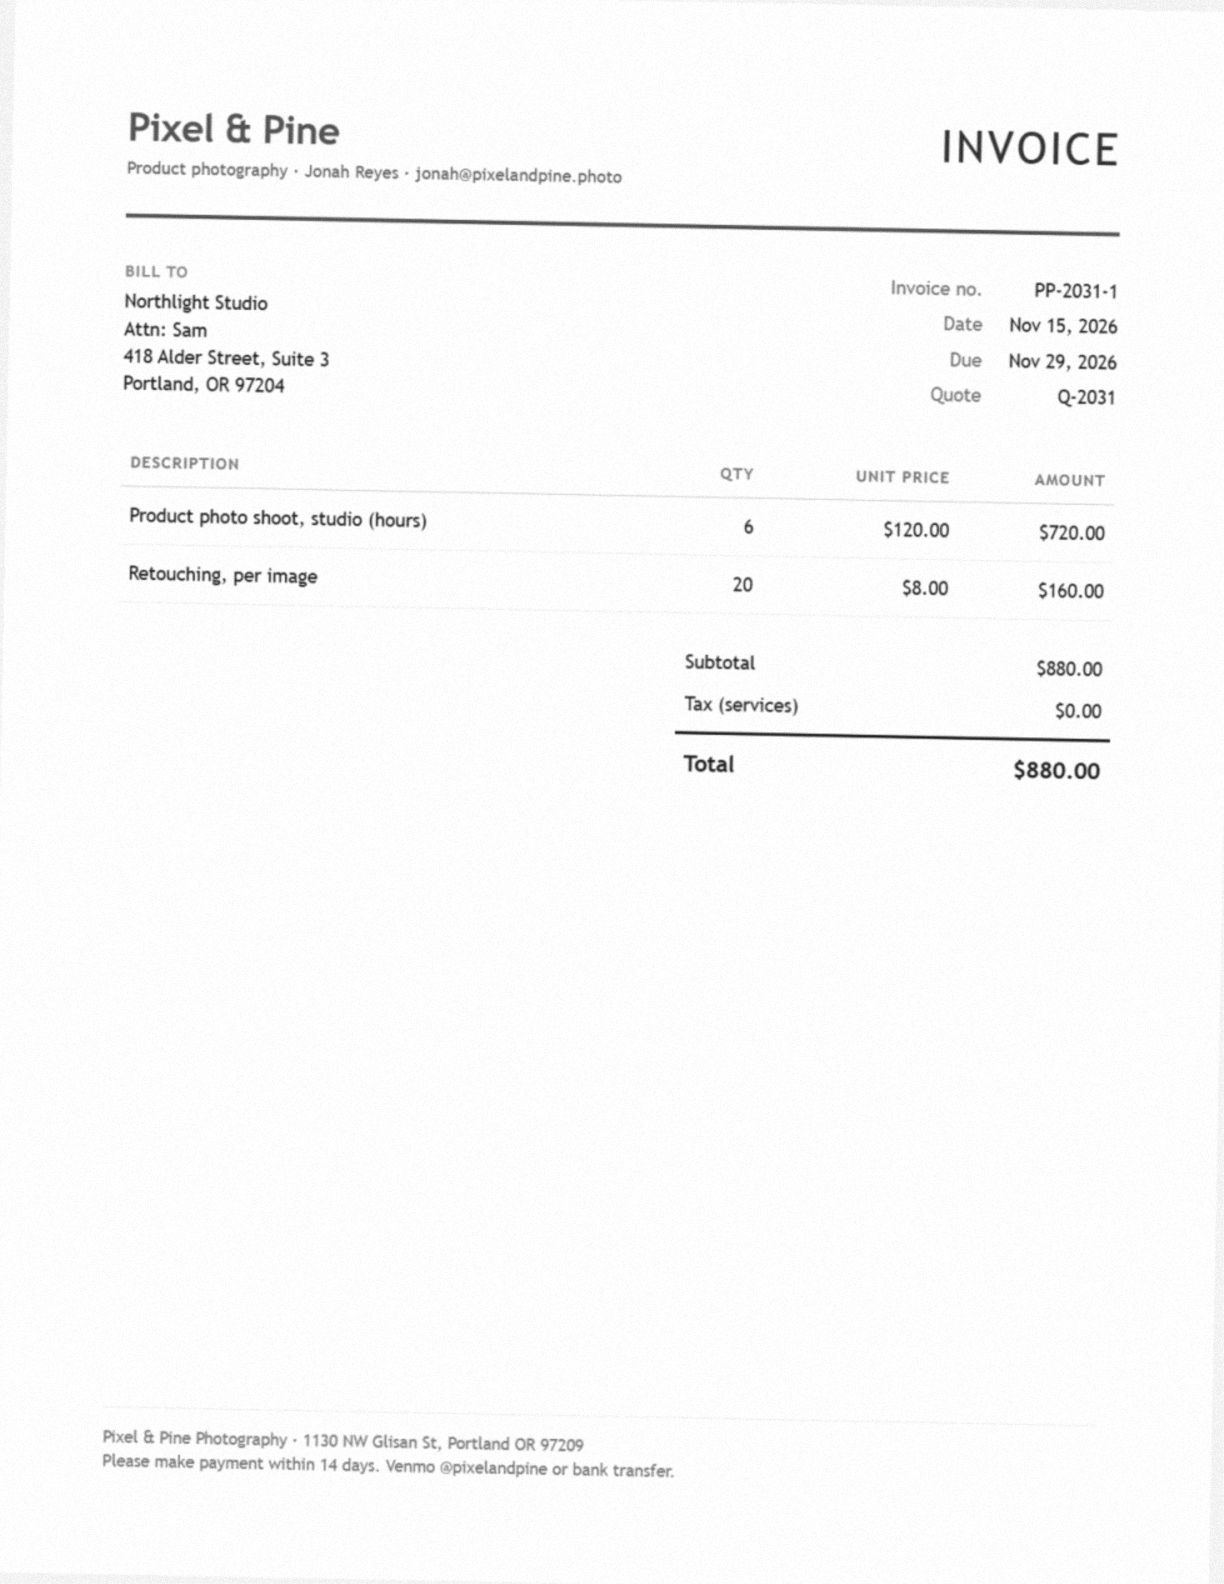 Pixel & Pine
Product photography · Jonah Reyes · jonah@pixelandpine.photo
INVOICE
BILL TO
Northlight Studio
Attn: Sam
418 Alder Street, Suite 3
Portland, OR 97204
Invoice no. PP-2031-1
Date Nov 15, 2026
Due Nov 29, 2026
Quote Q-2031
DESCRIPTION QTY UNIT PRICE AMOUNT
Product photo shoot, studio (hours) 6 $120.00 $720.00
Retouching, per image 20 $8.00 $160.00
Subtotal $880.00
Tax (services) $0.00
Total $880.00
Pixel & Pine Photography · 1130 NW Glisan St, Portland OR 97209
Please make payment within 14 days. Venmo @pixelandpine or bank transfer.